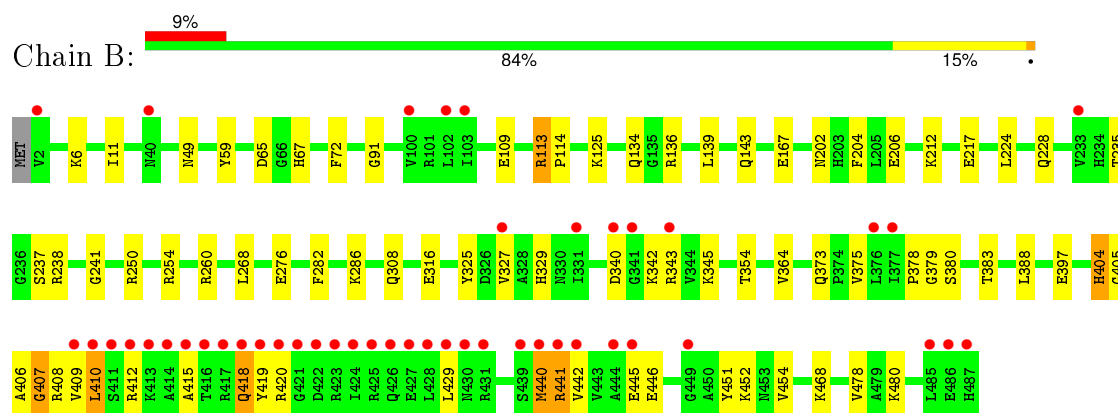 9%
Chain B:
84% 15% •
MET V2 K6 I11 N40 N49 Y59 D65 G66 H67 F72 G91 V100 R101 L102 I103 E109 R113 P114 K125 Q134 G135 R136 L139 Q143 E167 N202 H203 F204 L205 E206 K212 E217 L224 Q228 V233 H234 T235
G236 S237 R238 G241 R250 R254 R260 L268 E276 F282 K286 Q308 E316 Y325 D326 V327 A328 H329 N330 I331 D340 G341 K342 R343 V344 K345 T354 V364 Q373 P374 V375 L376 I377 P378 G379 S380 T383 L388 E397 H404
A406 G407 R408 V409 L410 S411 R412 K413 A414 A415 T416 R417 Q418 Y419 R420 G421 D422 R423 I424 R425 Q426 E427 L428 L429 N430 R431 S439 M440 R441 V442 V443 A444 E445 E446 G449 A450 Y451 K452 N453 V454 K468 V478 A479 K480 L485 E486 H487